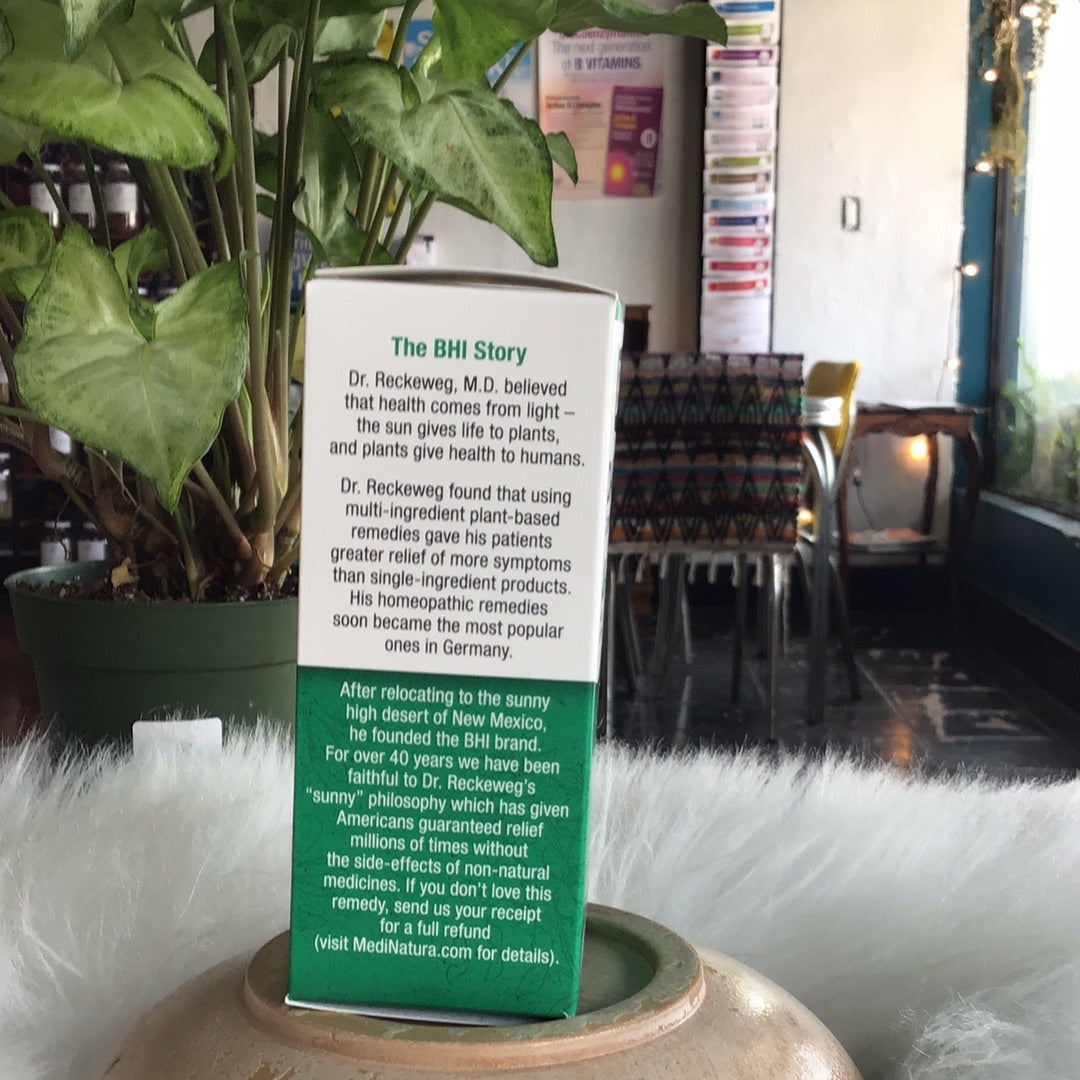 The next generation
of B VITAMINS
The BHI Story
Dr. Reckeweg, M.D. believed
that health comes from light –
the sun gives life to plants,
and plants give health to humans.
Dr. Reckeweg found that using
multi-ingredient plant-based
remedies gave his patients
greater relief of more symptoms
than single-ingredient products.
His homeopathic remedies
soon became the most popular
ones in Germany.
After relocating to the sunny
high desert of New Mexico,
he founded the BHI brand.
For over 40 years we have been
faithful to Dr. Reckeweg's
“sunny” philosophy which has given
Americans guaranteed relief
millions of times without
the side-effects of non-natural
medicines. If you don't love this
remedy, send us your receipt
for a full refund
(visit MediNatura.com for details).